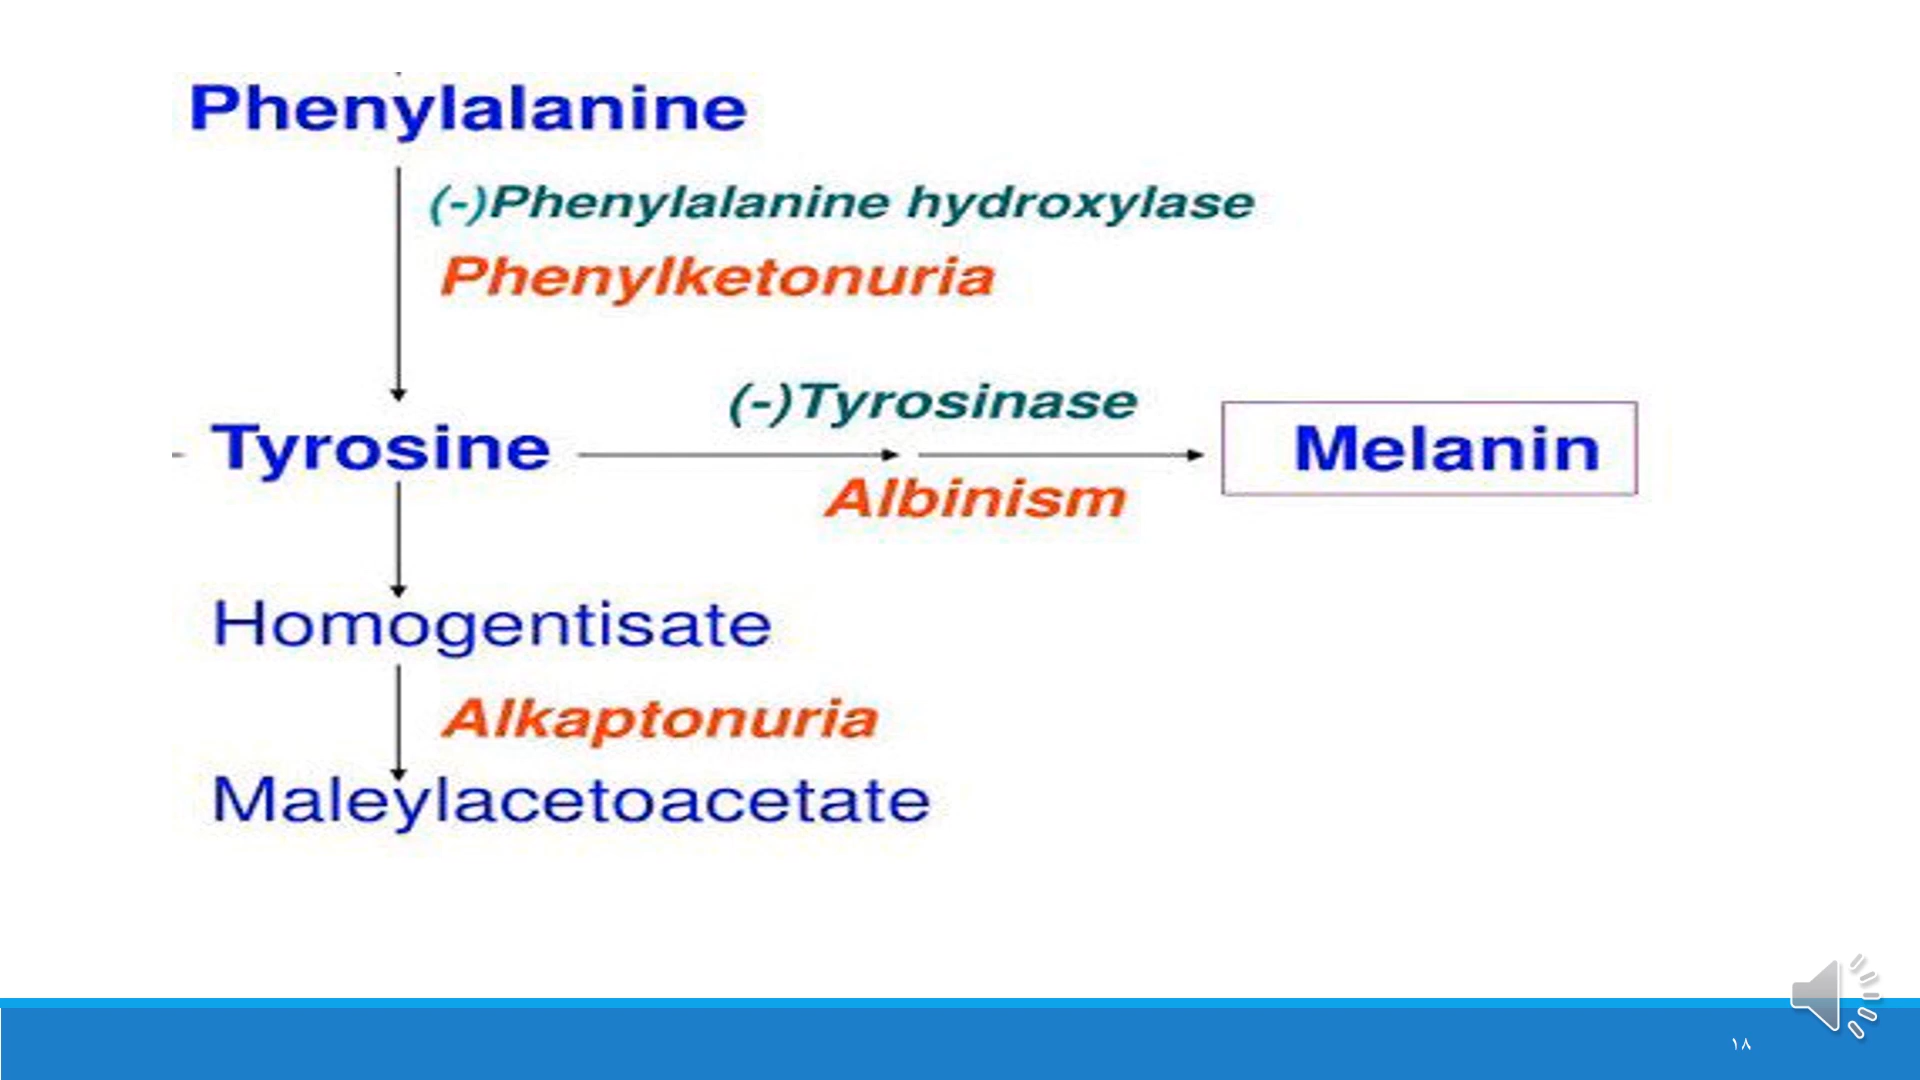 Phenylalanine
(-)Phenylalanine hydroxylase
Phenylketonuria
(-)Tyrosinase
Tyrosine
Melanin
Albinism
Homogentisate
Alkaptonuria
Maleylacetoacetate
١٨